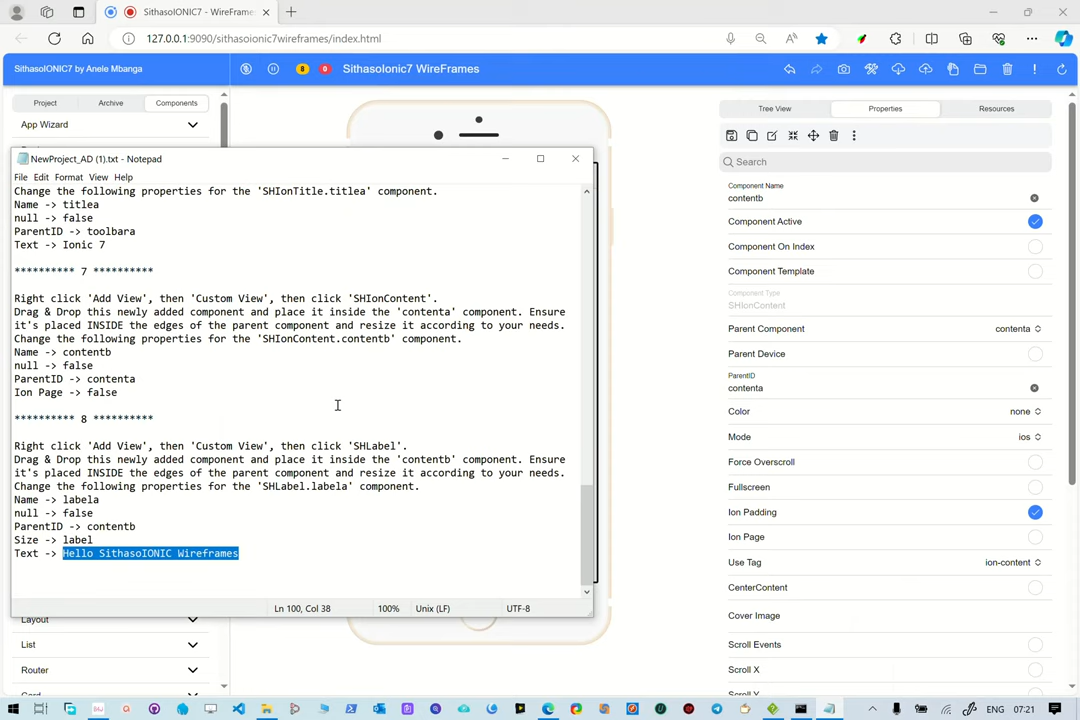 SithasoIONIC7 - WireFrame
127.0.0.1:9090/sithasoionic7wireframes/index.html
SithasoIONIC7 by Anele Mbanga
8
0
SithasoIonic7 WireFrames
Project
Archive
Components
App Wizard
NewProject_AD (1).txt - Notepad
File Edit Format View Help
Change the following properties for the 'SHIonTitle.titlea' component.
Name -> titlea
null -> false
ParentID -> toolbara
Text -> Ionic 7
********** 7 **********
Right click 'Add View', then 'Custom View', then click 'SHIonContent'.
Drag & Drop this newly added component and place it inside the 'contenta' component. Ensure
it's placed INSIDE the edges of the parent component and resize it according to your needs.
Change the following properties for the 'SHIonContent.contentb' component.
Name -> contentb
null -> false
ParentID -> contenta
Ion Page -> false
********** 8 **********
Right click 'Add View', then 'Custom View', then click 'SHLabel'.
Drag & Drop this newly added component and place it inside the 'contentb' component. Ensure
it's placed INSIDE the edges of the parent component and resize it according to your needs.
Change the following properties for the 'SHLabel.labela' component.
Name -> labela
null -> false
ParentID -> contentb
Size -> label
Text -> Hello SithasoIONIC Wireframes
Ln 100, Col 38
100%
Unix (LF)
UTF-8
Layout
List
Router
Card
Tree View
Properties
Resources
Search
Component Name
contentb
Component Active
Component On Index
Component Template
Component Type
SHIonContent
Parent Component
contenta
Parent Device
ParentID
contenta
Color
none
Mode
ios
Force Overscroll
Fullscreen
Ion Padding
Ion Page
Use Tag
ion-content
CenterContent
Cover Image
Scroll Events
Scroll X
Scroll Y
ENG
07:21